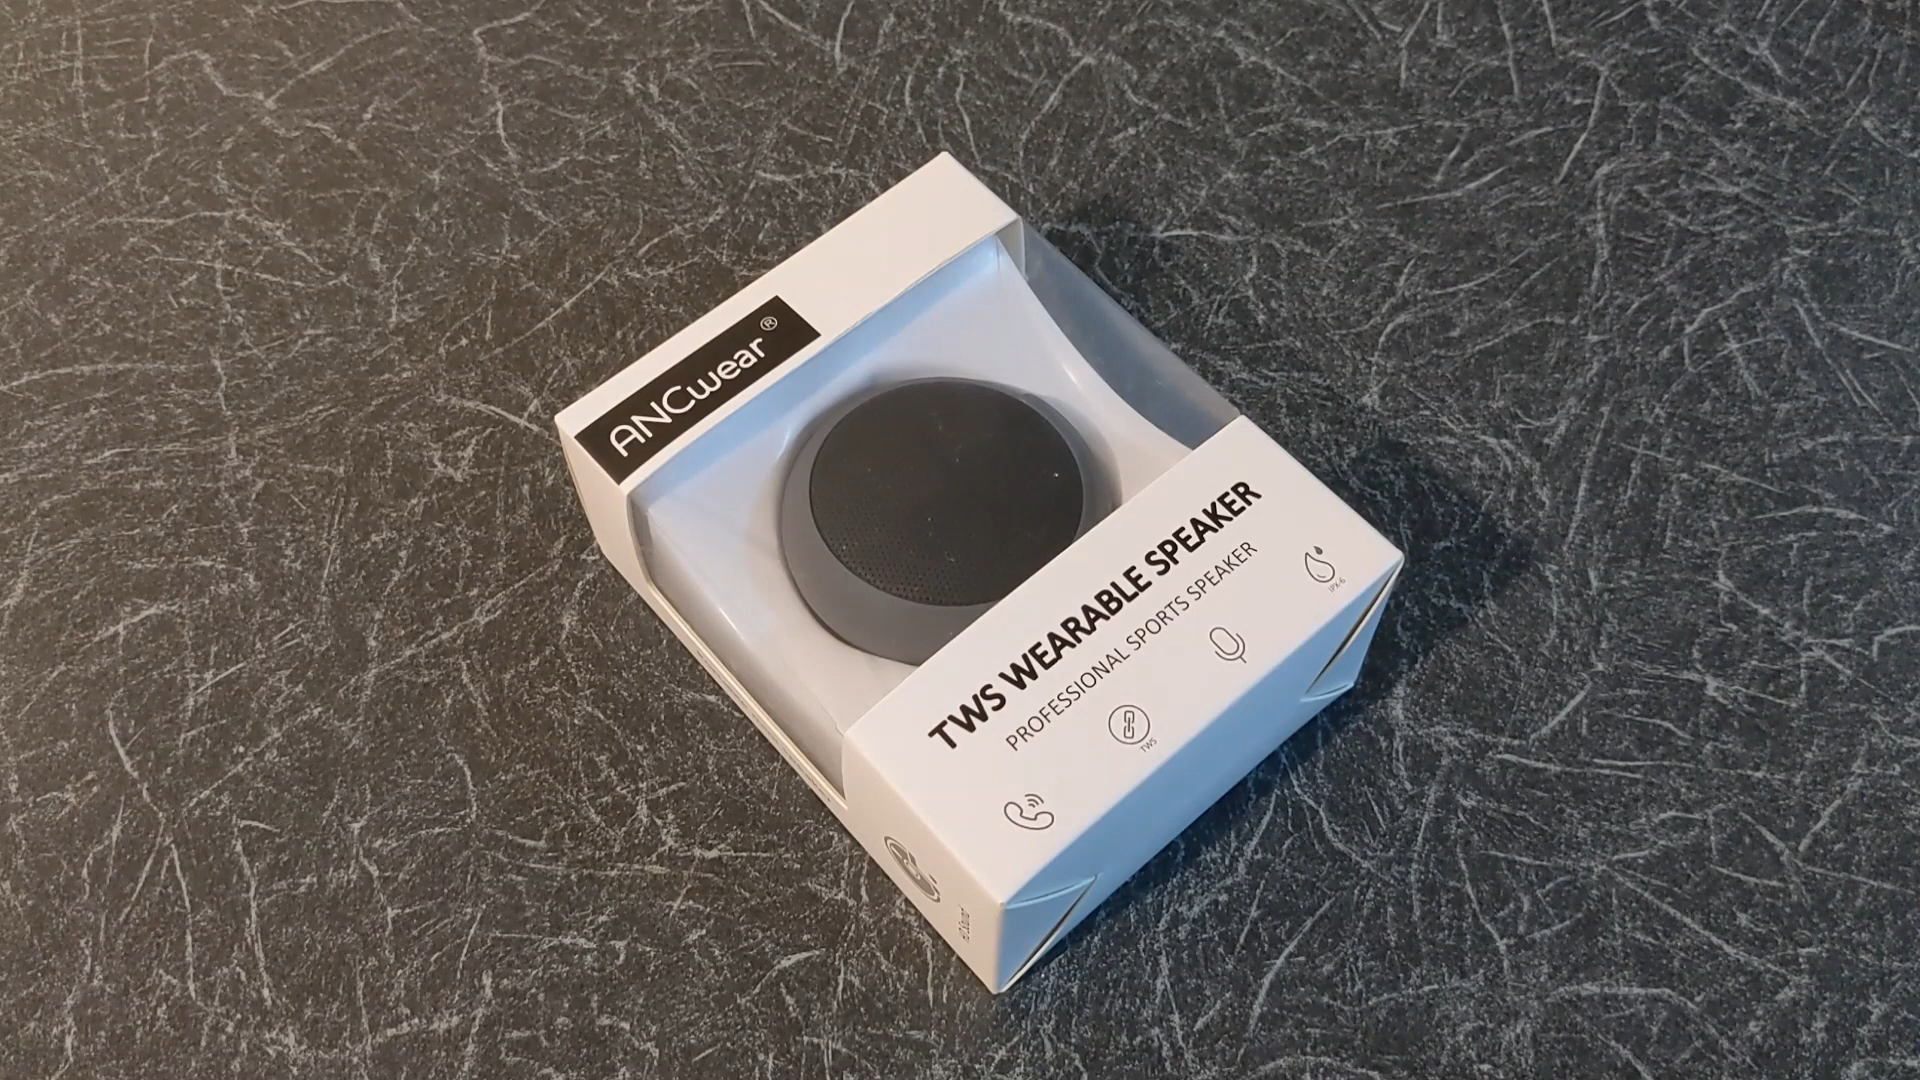 ANCwear®
TWS WEARABLE SPEAKER
PROFESSIONAL SPORTS SPEAKER
IPX-6
TWS